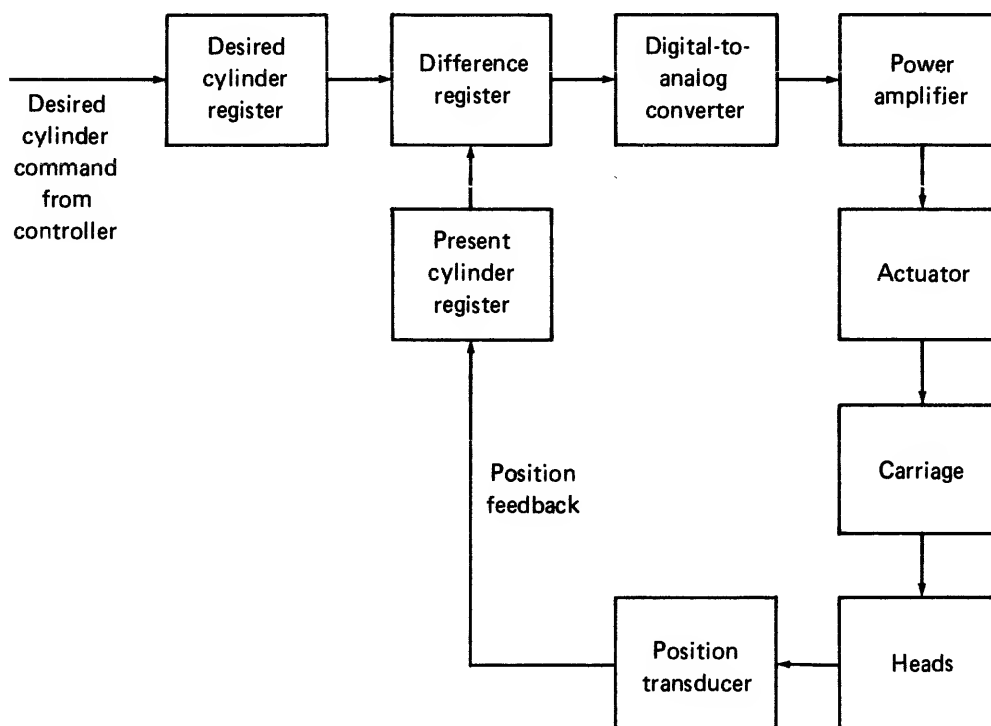 Desired
cylinder
register
Difference
register
Digital-to-
analog
converter
Power
amplifier
Desired
cylinder
command
from
controller
Present
cylinder
register
Actuator
Carriage
Position
feedback
Position
transducer
Heads